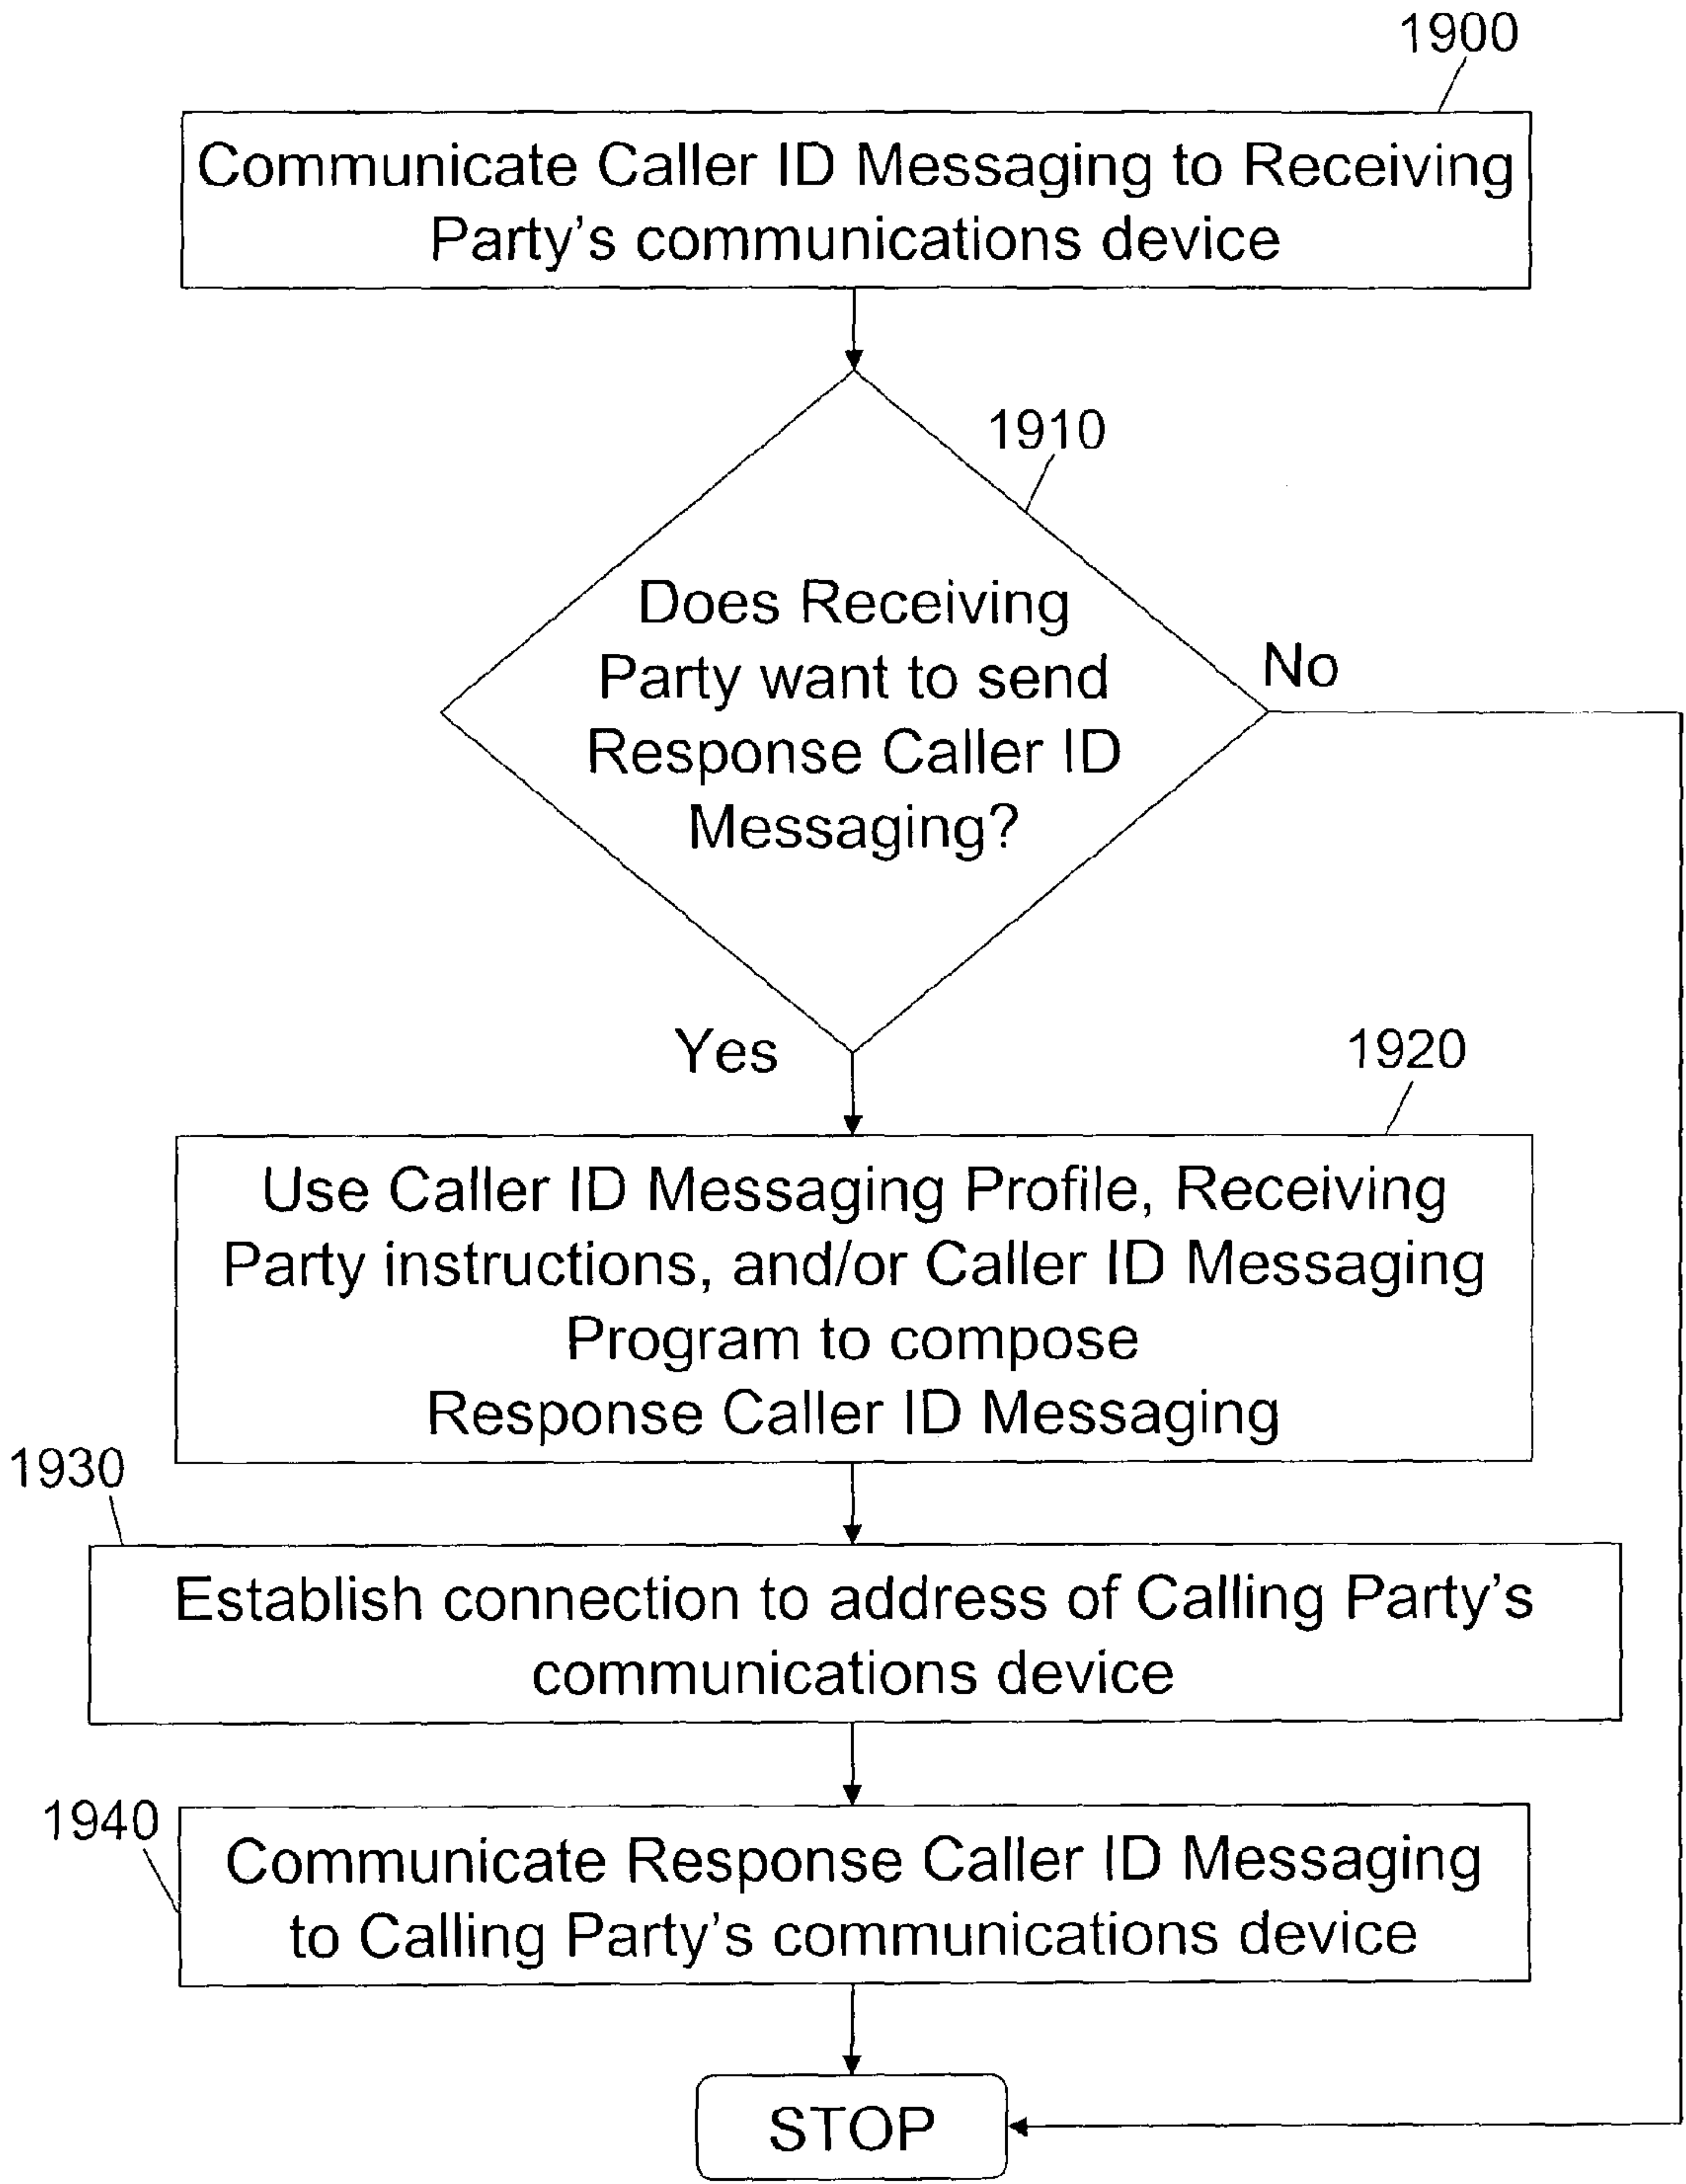 1900
Communicate Caller ID Messaging to Receiving
Party's communications device
1910
Does Receiving
Party want to send
Response Caller ID
Messaging?
No
Yes
1920
Use Caller ID Messaging Profile, Receiving
Party instructions, and/or Caller ID Messaging
Program to compose
Response Caller ID Messaging
1930
Establish connection to address of Calling Party's
communications device
1940
Communicate Response Caller ID Messaging
to Calling Party's communications device
STOP